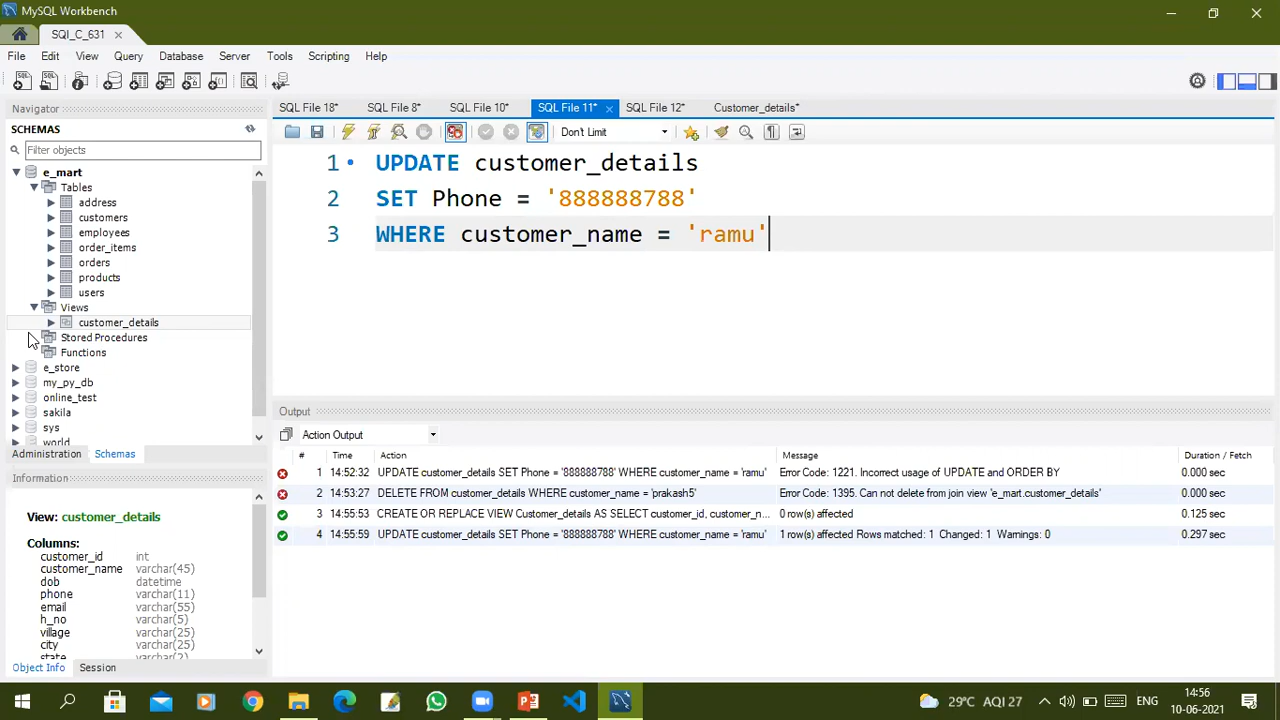 MySQL Workbench
SQl_C_631
File Edit View Query Database Server Tools Scripting Help
Navigator
SCHEMAS
Filter objects
e_mart
Tables
address
customers
employees
order_items
orders
products
users
Views
customer_details
Stored Procedures
Functions
e_store
my_py_db
online_test
sakila
sys
world
Administration Schemas
Information
View: customer_details
Columns:
customer_id int
customer_name varchar(45)
dob datetime
phone varchar(11)
email varchar(55)
h_no varchar(5)
village varchar(25)
city varchar(25)
state varchar(2)
Object Info Session
SQL File 18* SQL File 8* SQL File 10* SQL File 11* SQL File 12* Customer_details*
Don't Limit
1 UPDATE customer_details
2 SET Phone = '888888788'
3 WHERE customer_name = 'ramu'
Output
Action Output
# Time Action Message Duration / Fetch
1 14:52:32 UPDATE customer_details SET Phone = '888888788' WHERE customer_name = 'ramu' Error Code: 1221. Incorrect usage of UPDATE and ORDER BY 0.000 sec
2 14:53:27 DELETE FROM customer_details WHERE customer_name = 'prakash5' Error Code: 1395. Can not delete from join view 'e_mart.customer_details' 0.000 sec
3 14:55:53 CREATE OR REPLACE VIEW Customer_details AS SELECT customer_id, customer_n... 0 row(s) affected 0.125 sec
4 14:55:59 UPDATE customer_details SET Phone = '888888788' WHERE customer_name = 'ramu' 1 row(s) affected Rows matched: 1 Changed: 1 Warnings: 0 0.297 sec
29°C AQI 27 ENG 14:56
10-06-2021